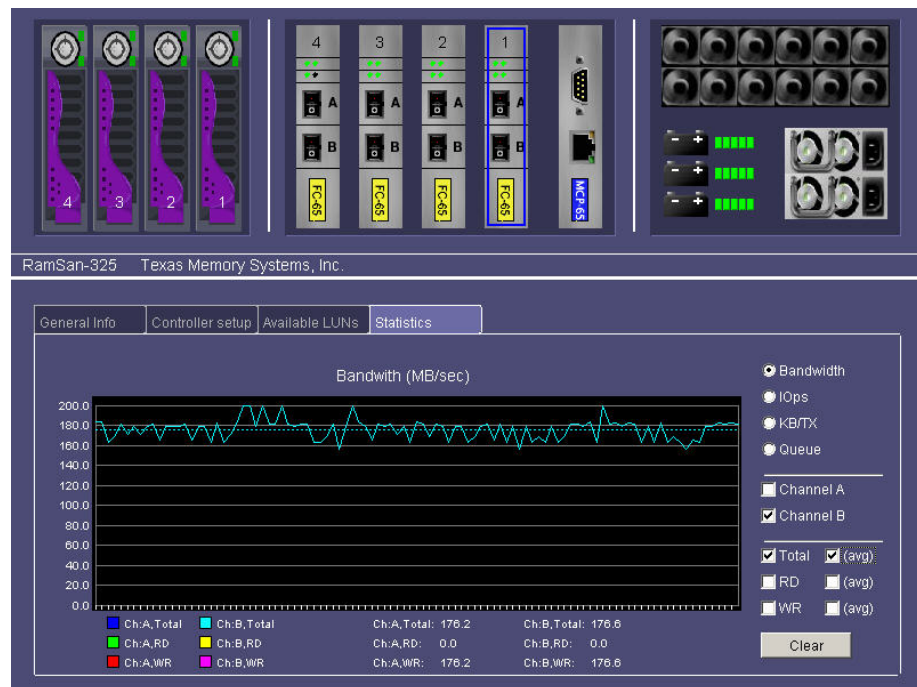 4 3 2 1
4 3 2 1
A A A A
B B B B
FC-65 FC-65 FC-65 FC-65 MCP-65
- + 
- + 
- + 
RamSan-325 Texas Memory Systems, Inc.
General Info Controller setup Available LUNs Statistics
Bandwith (MB/sec)
200.0
180.0
160.0
140.0
120.0
100.0
80.0
60.0
40.0
20.0
0.0
Ch:A,Total Ch:B,Total Ch:A,Total: 176.2 Ch:B,Total: 176.6
Ch:A,RD Ch:B,RD Ch:A,RD: 0.0 Ch:B,RD: 0.0
Ch:A,WR Ch:B,WR Ch:A,WR: 176.2 Ch:B,WR: 176.6
Bandwidth
IOps
KB/TX
Queue
Channel A
Channel B
Total (avg)
RD (avg)
WR (avg)
Clear